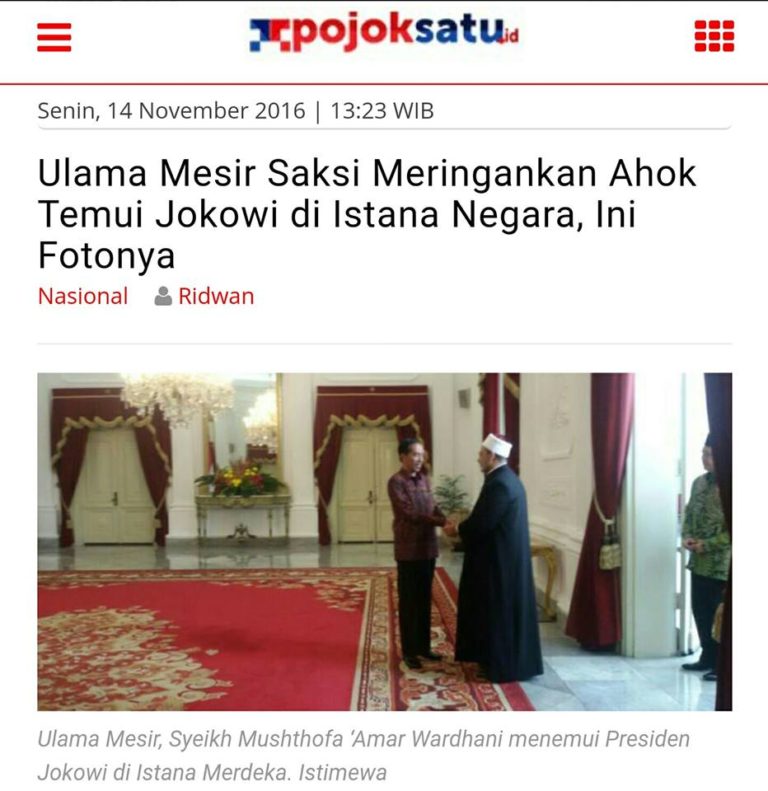 pojoksatu.id
Senin, 14 November 2016 | 13:23 WIB
Ulama Mesir Saksi Meringankan Ahok
Temui Jokowi di Istana Negara, Ini
Fotonya
Nasional Ridwan
Ulama Mesir, Syeikh Mushthofa ‘Amar Wardhani menemui Presiden
Jokowi di Istana Merdeka. Istimewa